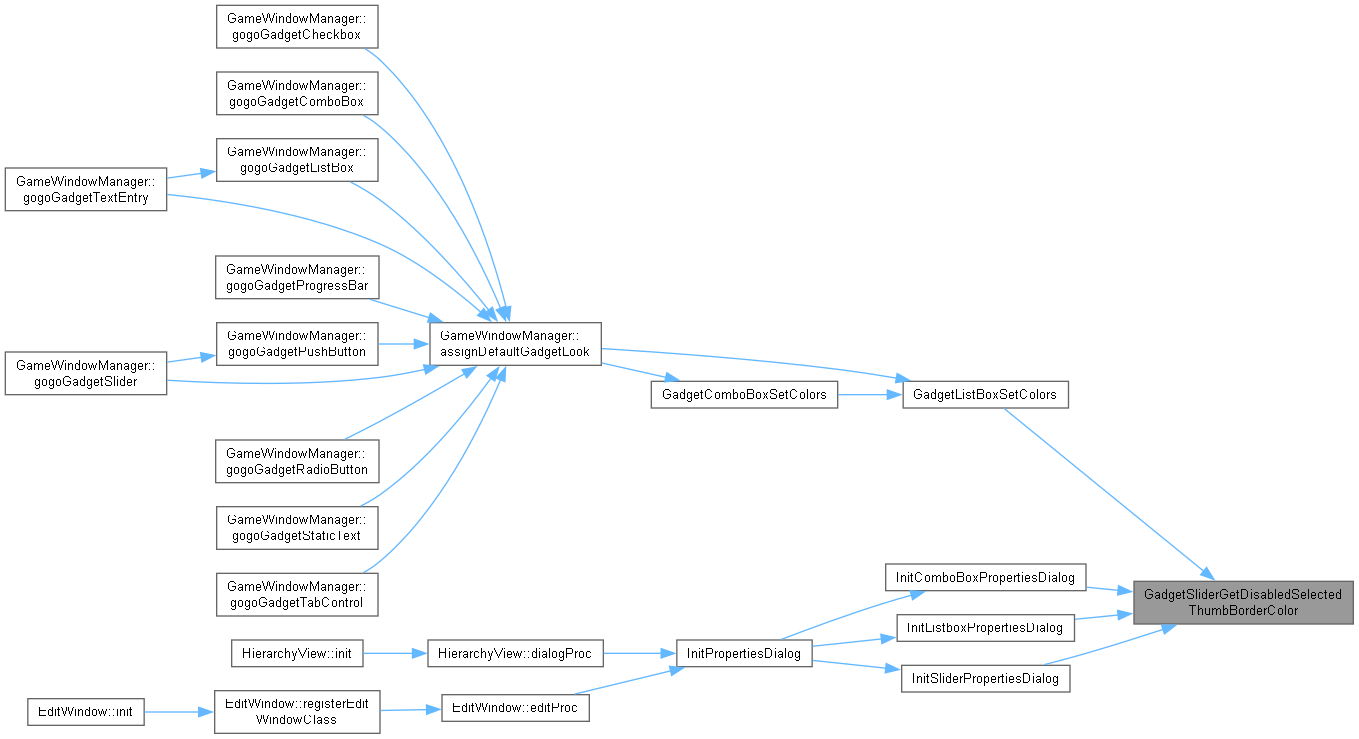 GameWindowManager::
gogoGadgetCheckbox
GameWindowManager::
gogoGadgetComboBox
GameWindowManager::
gogoGadgetListBox
GameWindowManager::
gogoGadgetTextEntry
GameWindowManager::
gogoGadgetProgressBar
GameWindowManager::
gogoGadgetPushButton
GameWindowManager::
assignDefaultGadgetLook
GameWindowManager::
gogoGadgetSlider
GadgetComboBoxSetColors
GadgetListBoxSetColors
GameWindowManager::
gogoGadgetRadioButton
GameWindowManager::
gogoGadgetStaticText
GameWindowManager::
gogoGadgetTabControl
InitComboBoxPropertiesDialog
GadgetSliderGetDisabledSelected
ThumbBorderColor
InitListboxPropertiesDialog
HierarchyView::init
HierarchyView::dialogProc
InitPropertiesDialog
InitSliderPropertiesDialog
EditWindow::init
EditWindow::registerEdit
WindowClass
EditWindow::editProc